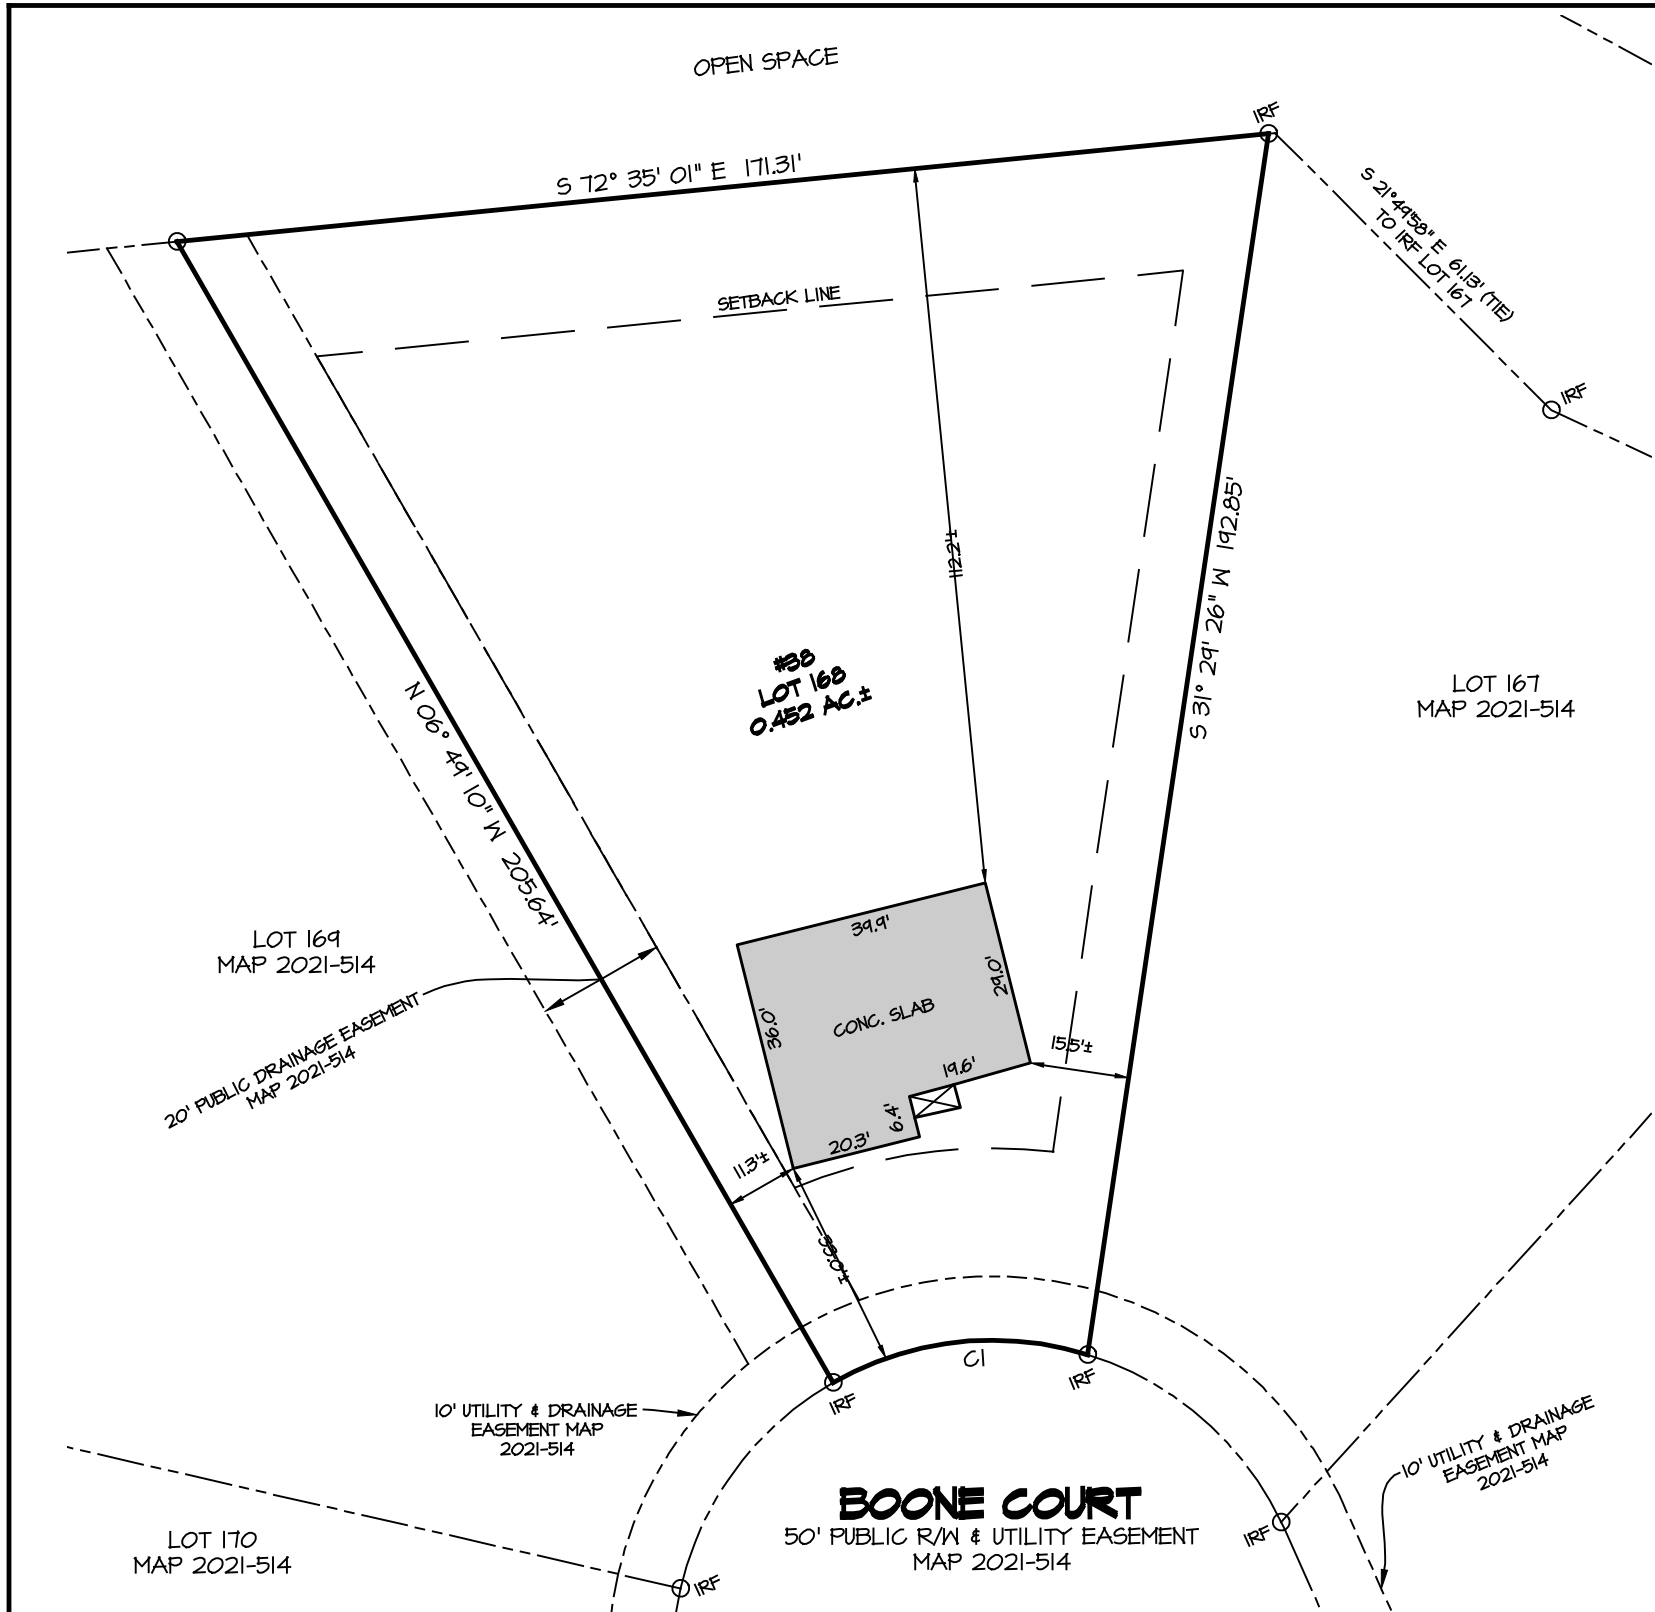 OPEN SPACE
IRF
S 72° 35' 01" E 171.31'
S 21°49'58" E 61.13' (TIE)
TO IRF LOT 167
IRF
SETBACK LINE
112.2'±
S 31° 29' 26" W 192.85'
#38
LOT 168
0.452 AC.±
LOT 167
MAP 2021-514
N 06° 49' 10" W 205.64'
LOT 169
MAP 2021-514
20' PUBLIC DRAINAGE EASEMENT
MAP 2021-514
39.9'
29.0'
36.0'
CONC. SLAB
19.6'
15.5'±
6.4'
20.3'
11.3'±
33.0'±
C1
IRF
IRF
10' UTILITY & DRAINAGE
EASEMENT MAP
2021-514
10' UTILITY & DRAINAGE
EASEMENT MAP
2021-514
BOONE COURT
50' PUBLIC R/W & UTILITY EASEMENT
MAP 2021-514
IRF
LOT 170
MAP 2021-514
IRF